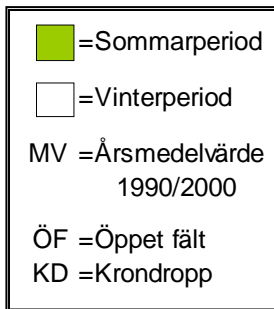 =Sommarperiod
=Vinterperiod
MV =Årsmedelvärde
1990/2000
ÖF =Öppet fält
KD =Krondropp